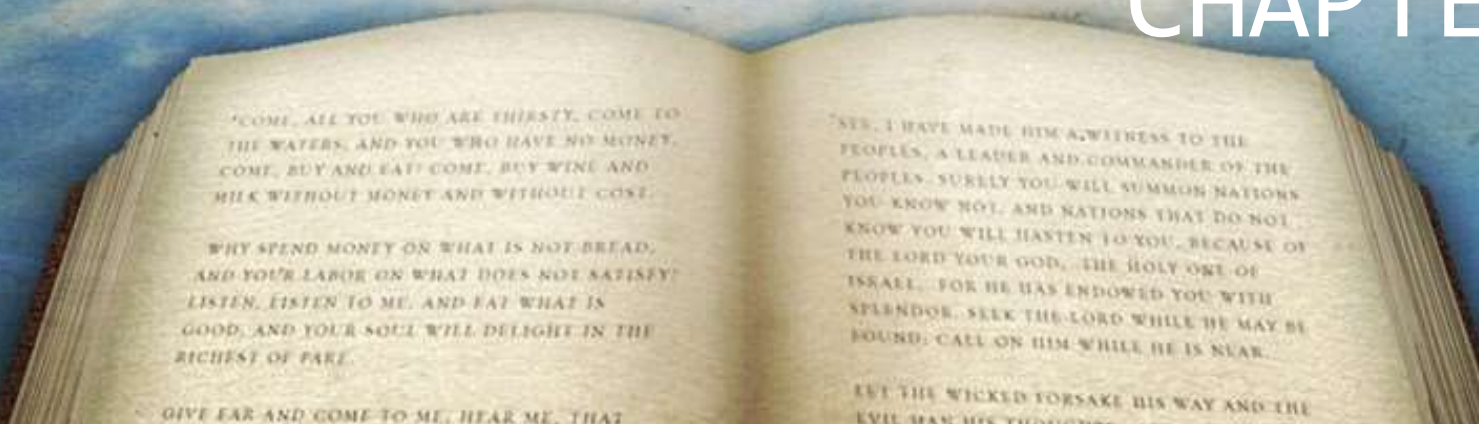 CHAPTE
"COME, ALL YOU WHO ARE THIRSTY, COME TO
THE WATERS, AND YOU WHO HAVE NO MONEY,
COME, BUY AND EAT! COME, BUY WINE AND
MILK WITHOUT MONEY AND WITHOUT COST.
WHY SPEND MONEY ON WHAT IS NOT BREAD,
AND YOUR LABOR ON WHAT DOES NOT SATISFY?
LISTEN, LISTEN TO ME, AND EAT WHAT IS
GOOD, AND YOUR SOUL WILL DELIGHT IN THE
RICHEST OF FARE.
GIVE EAR AND COME TO ME, HEAR ME, THAT
"SEE, I HAVE MADE HIM A WITNESS TO THE
PEOPLES, A LEADER AND COMMANDER OF THE
PEOPLES. SURELY YOU WILL SUMMON NATIONS
YOU KNOW NOT, AND NATIONS THAT DO NOT
KNOW YOU WILL HASTEN TO YOU, BECAUSE OF
THE LORD YOUR GOD, THE HOLY ONE OF
ISRAEL, FOR HE HAS ENDOWED YOU WITH
SPLENDOR. SEEK THE LORD WHILE HE MAY BE
FOUND; CALL ON HIM WHILE HE IS NEAR.
LET THE WICKED FORSAKE HIS WAY AND THE
EVIL MAN HIS THOUGHTS